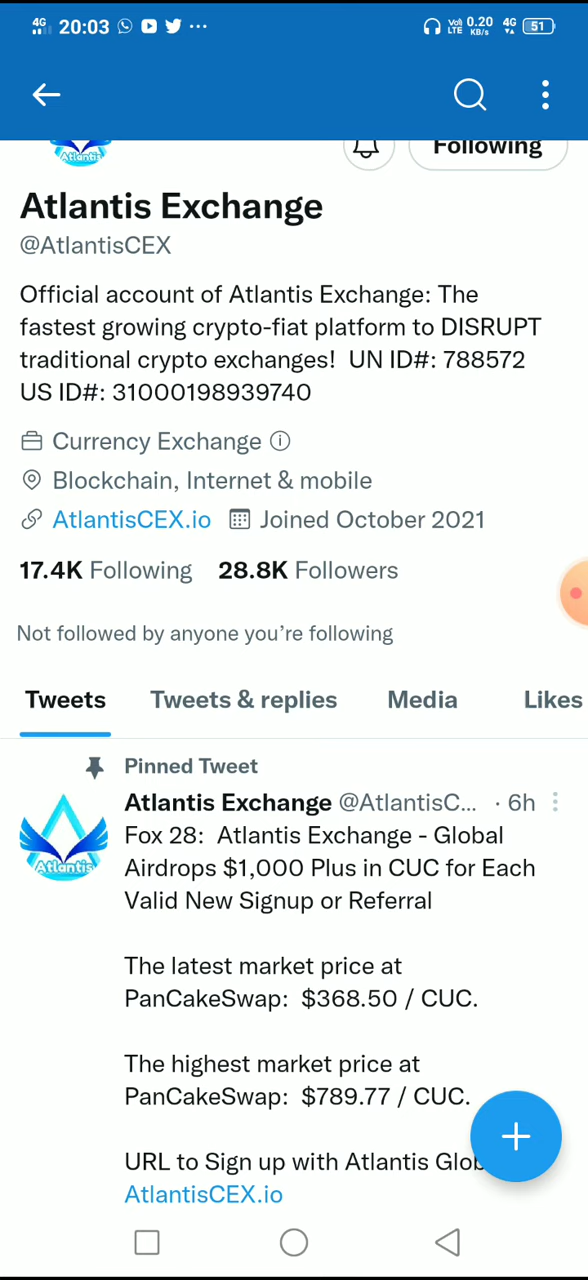 4G 20:03 ... VoI) LTE 0.20 KB/s 4G 51
Atlantis Following
Atlantis Exchange
@AtlantisCEX
Official account of Atlantis Exchange: The
fastest growing crypto-fiat platform to DISRUPT
traditional crypto exchanges! UN ID#: 788572
US ID#: 31000198939740
Currency Exchange
Blockchain, Internet & mobile
AtlantisCEX.io Joined October 2021
17.4K Following 28.8K Followers
Not followed by anyone you’re following
Tweets Tweets & replies Media Likes
Pinned Tweet
Atlantis Exchange @AtlantisC... · 6h
Atlantis
Fox 28: Atlantis Exchange - Global
Airdrops $1,000 Plus in CUC for Each
Valid New Signup or Referral
The latest market price at
PanCakeSwap: $368.50 / CUC.
The highest market price at
PanCakeSwap: $789.77 / CUC.
URL to Sign up with Atlantis Glob
AtlantisCEX.io